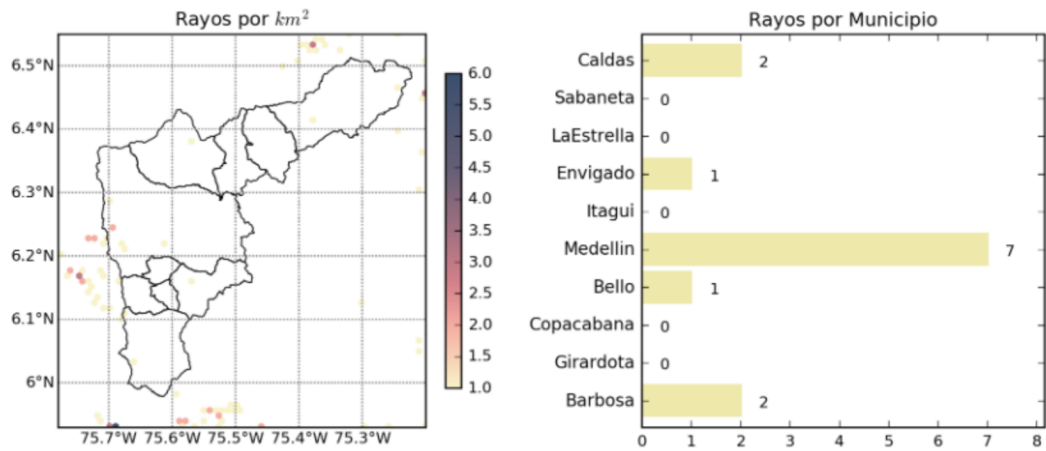 Rayos por km²
6.5°N
6.4°N
6.3°N
6.2°N
6.1°N
6°N
75.7°W 75.6°W 75.5°W 75.4°W 75.3°W
6.0
5.5
5.0
4.5
4.0
3.5
3.0
2.5
2.0
1.5
1.0
Rayos por Municipio
Caldas 2
Sabaneta 0
LaEstrella 0
Envigado 1
Itagui 0
Medellin 7
Bello 1
Copacabana 0
Girardota 0
Barbosa 2
0 1 2 3 4 5 6 7 8